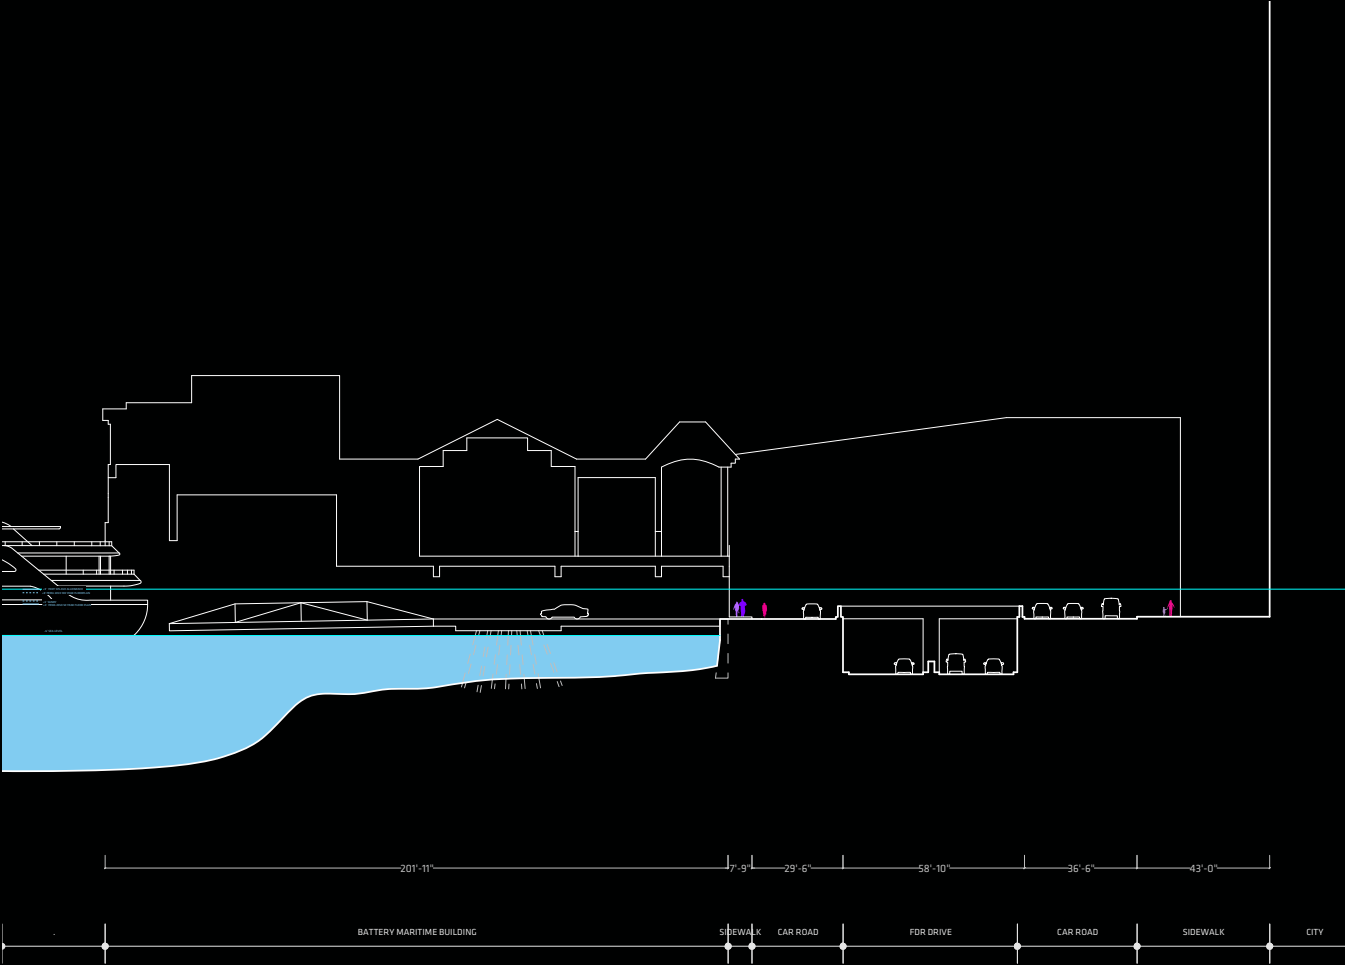 201'-11"
7'-9"
29'-6"
58'-10"
36'-6"
43'-0"
BATTERY MARITIME BUILDING
SIDEWALK
CAR ROAD
FDR DRIVE
CAR ROAD
SIDEWALK
CITY